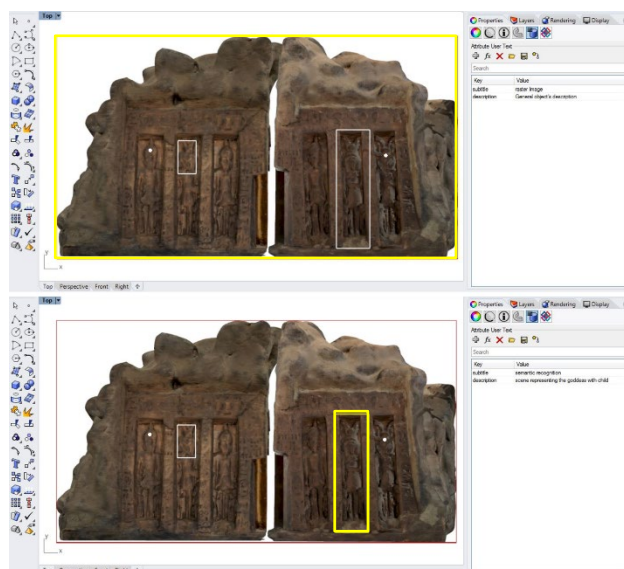 Top
Properties Layers Rendering Display
Attribute User Text
Search
Key Value
subtitle raster image
description General object's description
y
x
Top Perspective Front Right
Top
Properties Layers Rendering Display
Attribute User Text
Search
Key Value
subtitle semantic recognition
description scene representing the goddess with child
y
x